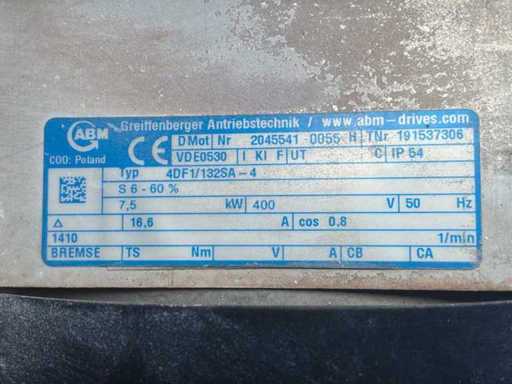 ABM Greiffenberger Antriebstechnik / www.abm-drives.com
COO: Poland CE D Mot Nr 2045541-0055 H TNr 191537306
VDE0530 I Kl F UT C IP 54
Typ 4DF1/132SA-4
S 6 - 60 %
7,5 kW 400 V 50 Hz
△ 16,6 A cos 0,8
1410 1/min
BREMSE TS Nm V A CB CA